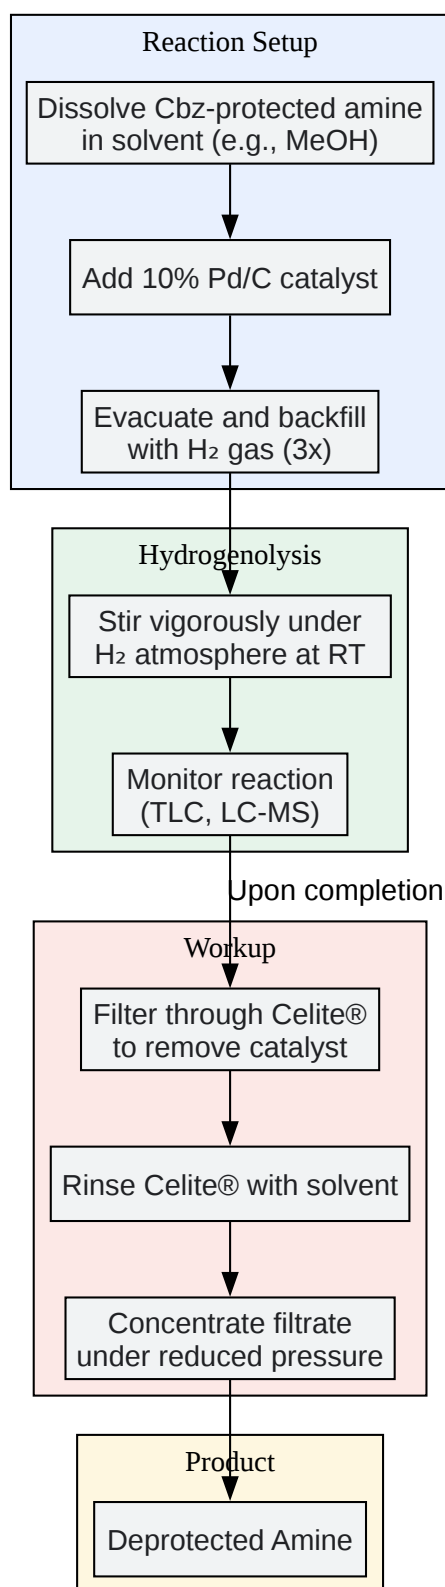 Reaction Setup
Dissolve Cbz-protected amine
in solvent (e.g., MeOH)
Add 10% Pd/C catalyst
Evacuate and backfill
with H₂ gas (3x)
Hydrogenolysis
Stir vigorously under
H₂ atmosphere at RT
Monitor reaction
(TLC, LC-MS)
Upon completion
Workup
Filter through Celite®
to remove catalyst
Rinse Celite® with solvent
Concentrate filtrate
under reduced pressure
Product
Deprotected Amine